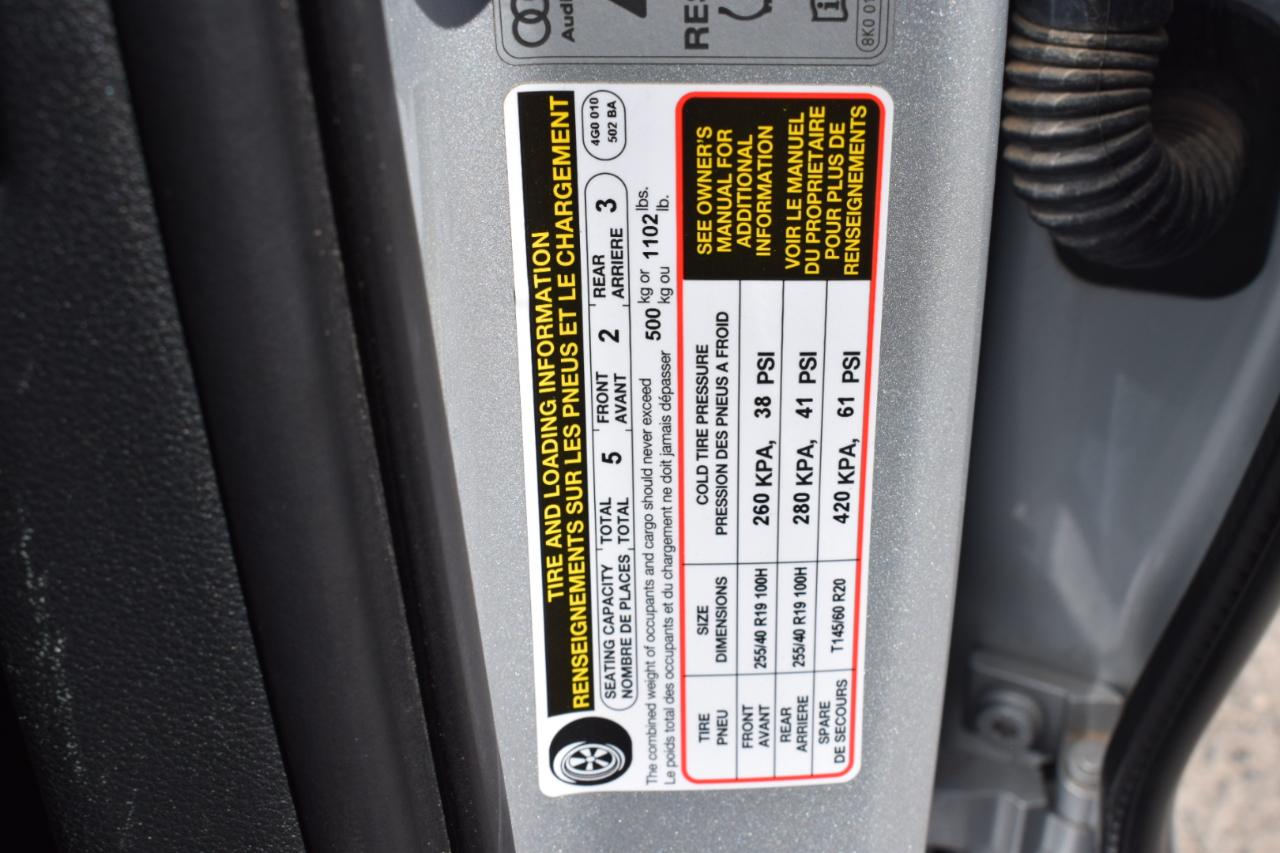 Audi
RES
8K0 01
TIRE AND LOADING INFORMATION
RENSEIGNEMENTS SUR LES PNEUS ET LE CHARGEMENT
SEATING CAPACITY TOTAL 5 FRONT 2 REAR 3
NOMBRE DE PLACES TOTAL AVANT ARRIERE
4G0 010
502 BA
The combined weight of occupants and cargo should never exceed 500 kg or 1102 lbs.
Le poids total des occupants et du chargement ne doit jamais dépasser kg ou lb.
TIRE SIZE COLD TIRE PRESSURE
PNEU DIMENSIONS PRESSION DES PNEUS A FROID
FRONT
AVANT 255/40 R19 100H 260 KPA, 38 PSI
REAR
ARRIERE 255/40 R19 100H 280 KPA, 41 PSI
SPARE
DE SECOURS T145/60 R20 420 KPA, 61 PSI
SEE OWNER'S
MANUAL FOR
ADDITIONAL
INFORMATION
VOIR LE MANUEL
DU PROPRIETAIRE
POUR PLUS DE
RENSEIGNEMENTS